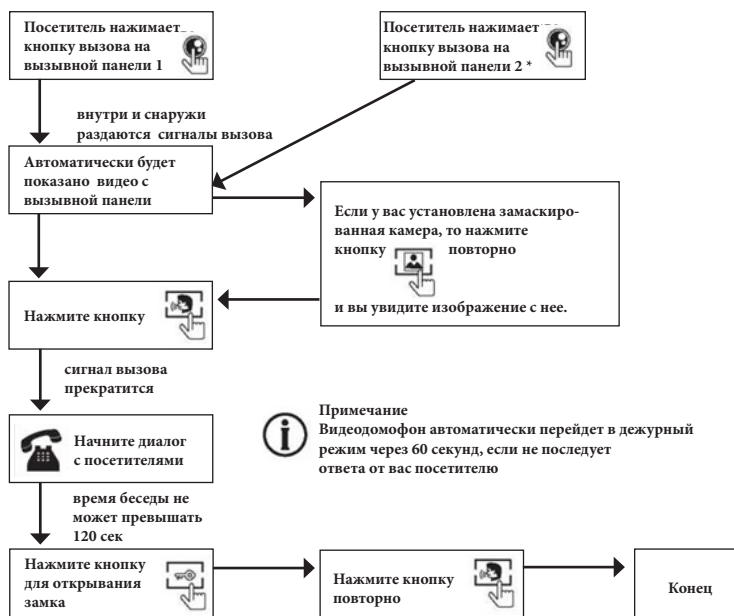 Посетитель нажимает
кнопку вызова на
вызывной панели 1
Посетитель нажимает
кнопку вызова на
вызывной панели 2 *
внутри и снаружи
раздаются сигналы вызова
Автоматически будет
показано видео с
вызывной панели
Если у вас установлена замаскиро-
ванная камера, то нажмите
кнопку повторно
и вы увидите изображение с нее.
Нажмите кнопку
сигнал вызова
прекратится
Начните диалог
с посетителями
Примечание
Видеодомофон автоматически перейдет в дежурный
режим через 60 секунд, если не последует
ответа от вас посетителю
время беседы не
может превышать
120 сек
Нажмите кнопку
для открывания
замка
Нажмите кнопку
повторно
Конец